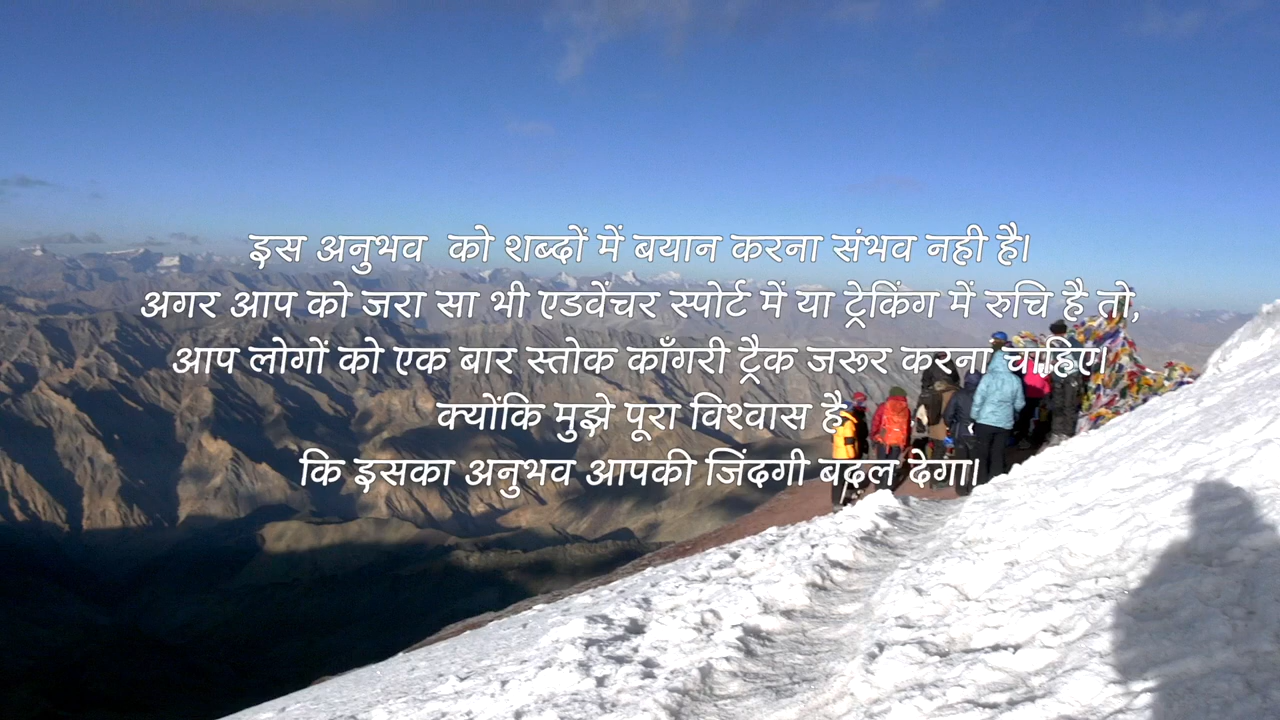 इस अनुभव  को शब्दों में बयान करना संभव नही है।
अगर आप को जरा सा भी एडवेंचर स्पोर्ट में या ट्रेकिंग में रुचि है तो,
आप लोगों को एक बार स्तोक काँगरी ट्रैक जरूर करना चाहिए।
क्योंकि मुझे पूरा विश्वास है
कि इसका अनुभव आपकी जिंदगी बदल देगा।